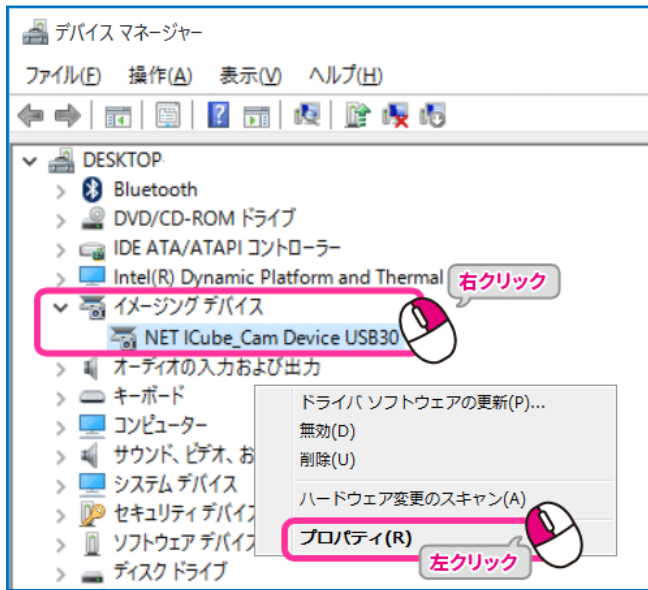 デバイス マネージャー
ファイル(F) 操作(A) 表示(V) ヘルプ(H)
DESKTOP
Bluetooth
DVD/CD-ROM ドライブ
IDE ATA/ATAPI コントローラー
Intel(R) Dynamic Platform and Thermal
右クリック
イメージング デバイス
NET ICube_Cam Device USB30
オーディオの入力および出力
キーボード
ドライバ ソフトウェアの更新(P)...
コンピューター
無効(D)
サウンド、ビデオ、お
削除(U)
システム デバイス
ハードウェア変更のスキャン(A)
セキュリティ デバイス
プロパティ(R)
ソフトウェア デバイス
左クリック
ディスク ドライブ